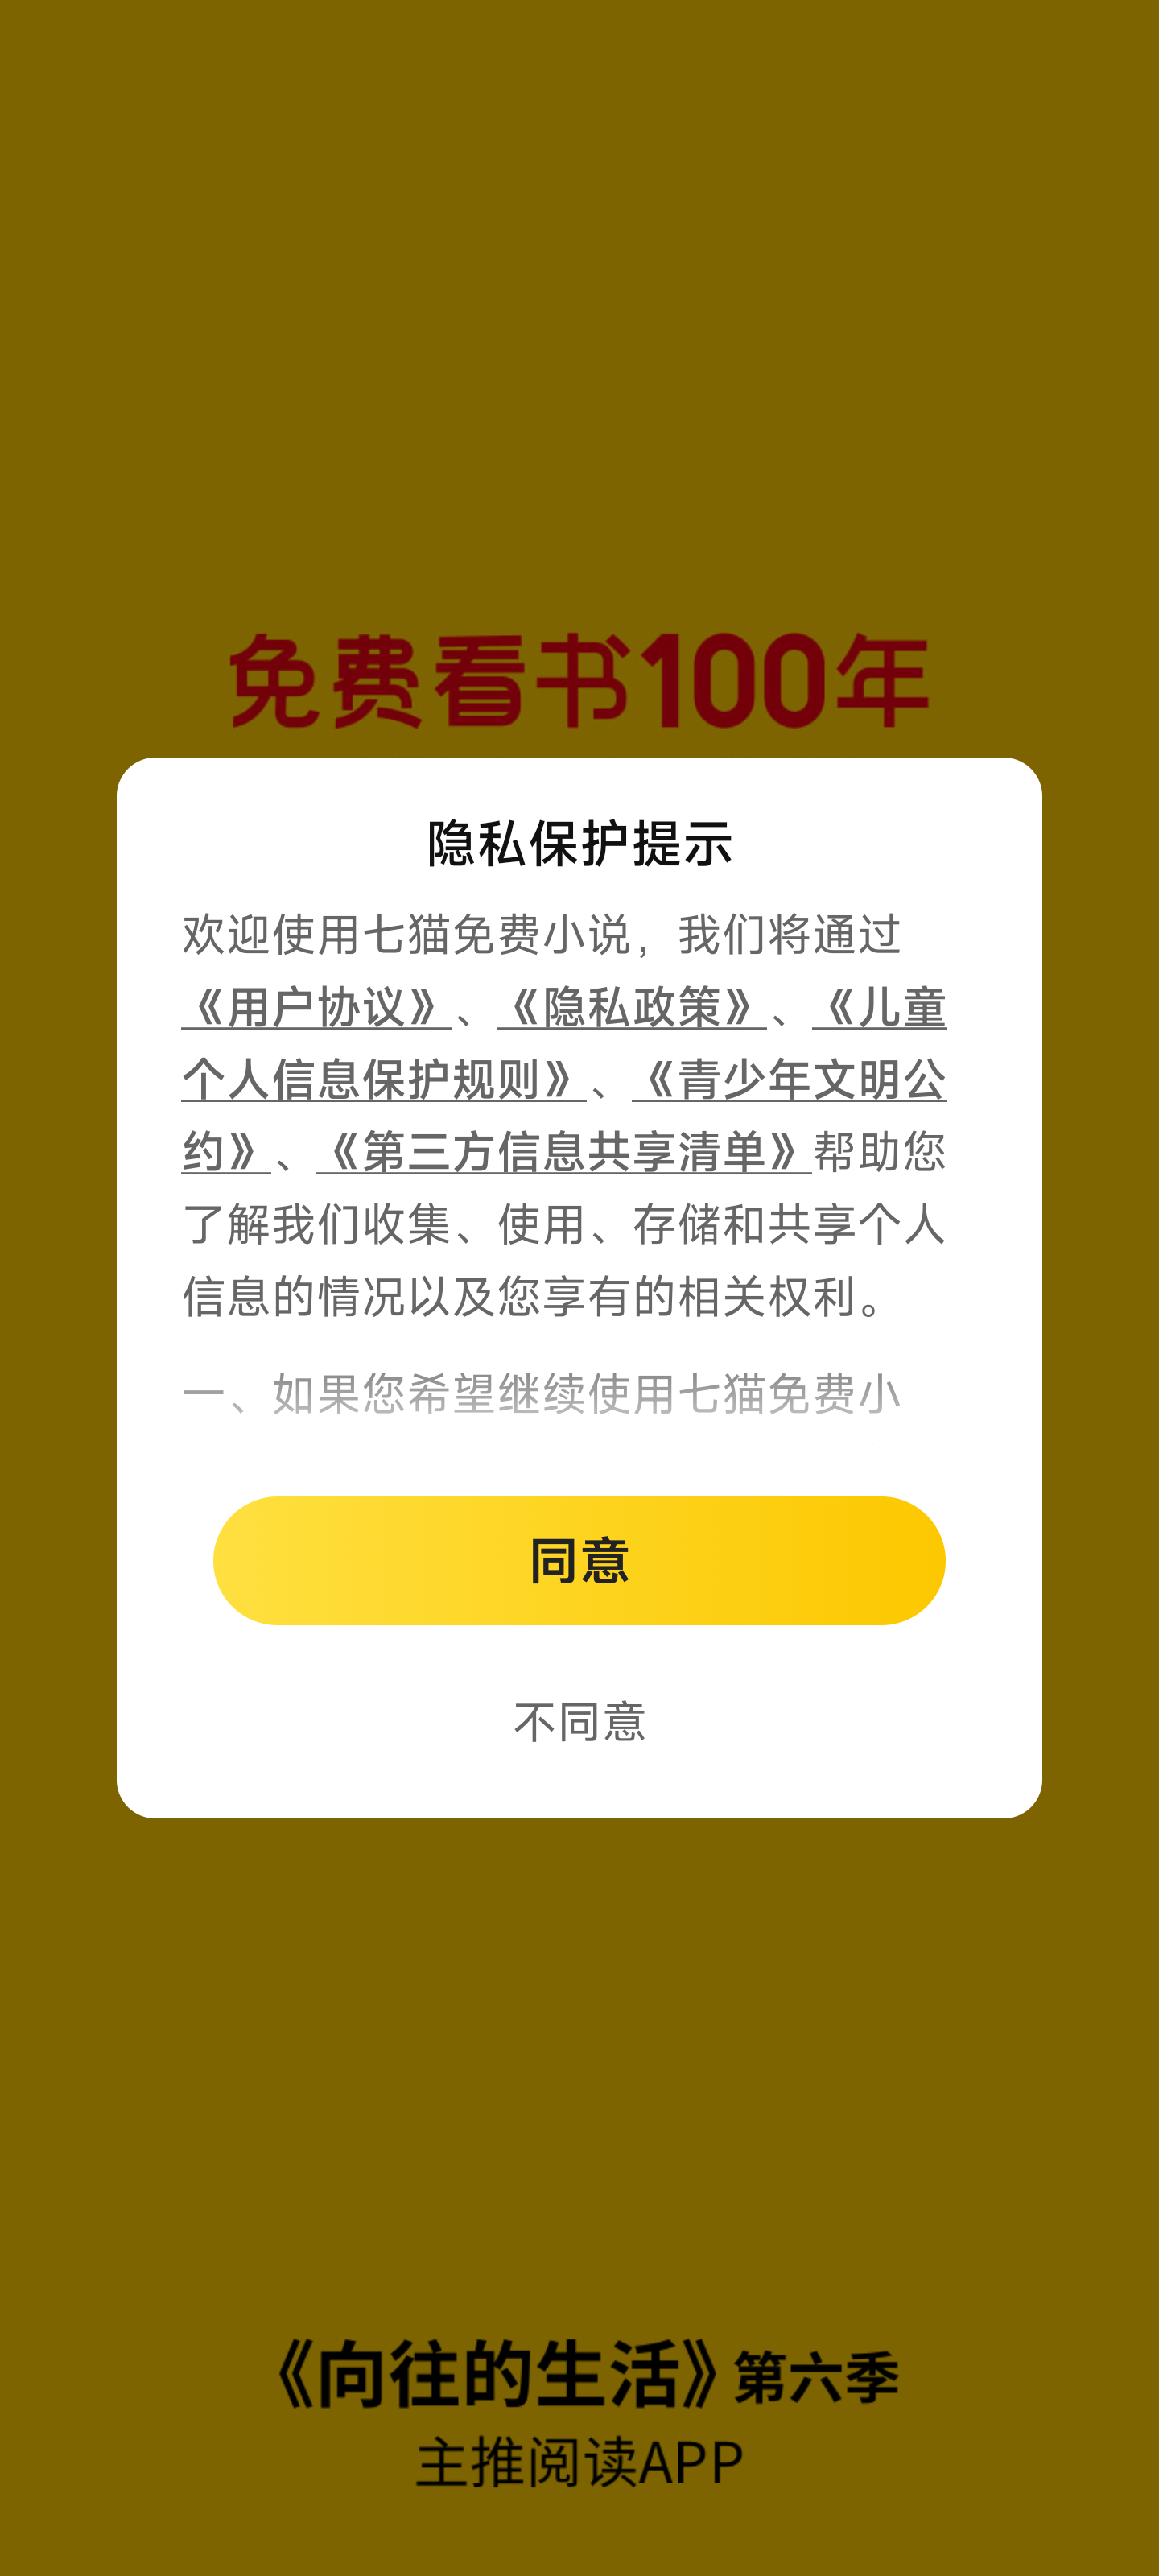 免费看书100年
隐私保护提示
欢迎使用七猫免费小说，我们将通过
《用户协议》、《隐私政策》、《儿童
个人信息保护规则》、《青少年文明公
约》、《第三方信息共享清单》帮助您
了解我们收集、使用、存储和共享个人
信息的情况以及您享有的相关权利。
一、如果您希望继续使用七猫免费小
同意
不同意
《向往的生活》第六季
主推阅读APP